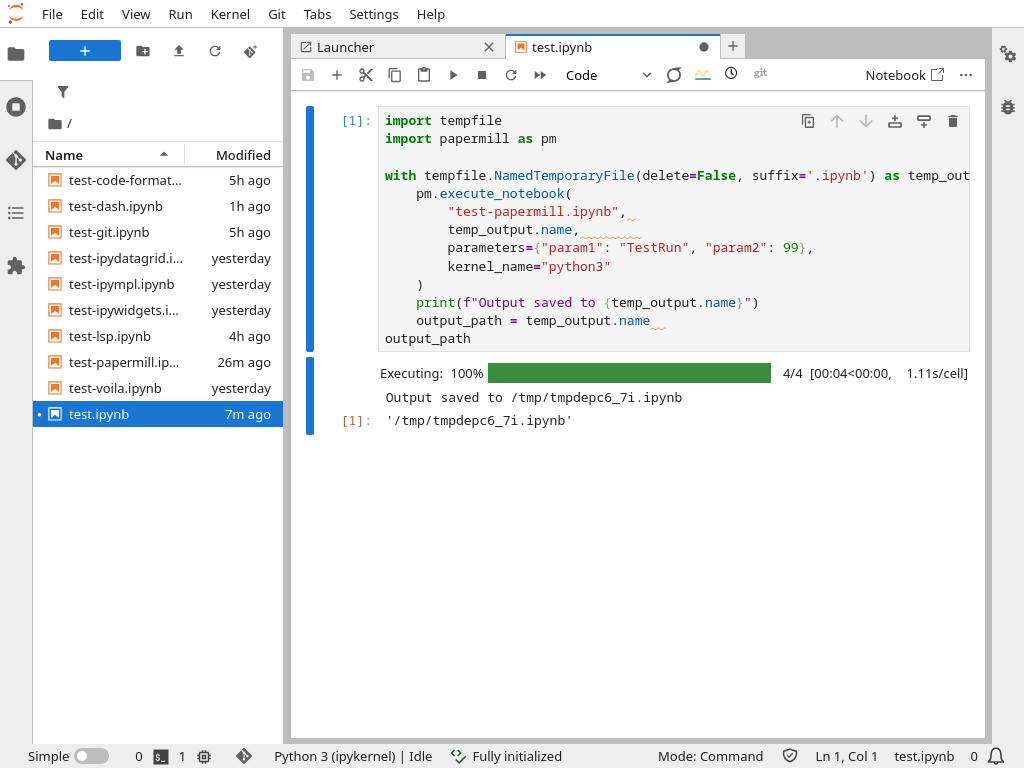 File Edit View Run Kernel Git Tabs Settings Help
Launcher
test.ipynb
Code
git
Notebook
/
Name Modified
test-code-format... 5h ago
test-dash.ipynb 1h ago
test-git.ipynb 5h ago
test-ipydatagrid.i... yesterday
test-ipympl.ipynb yesterday
test-ipywidgets.i... yesterday
test-lsp.ipynb 4h ago
test-papermill.ip... 26m ago
test-voila.ipynb yesterday
test.ipynb 7m ago
[1]:
import tempfile
import papermill as pm
with tempfile.NamedTemporaryFile(delete=False, suffix='.ipynb') as temp_out
    pm.execute_notebook(
        "test-papermill.ipynb",
        temp_output.name,
        parameters={"param1": "TestRun", "param2": 99},
        kernel_name="python3"
    )
    print(f"Output saved to {temp_output.name}")
    output_path = temp_output.name
output_path
Executing: 100% 4/4 [00:04<00:00, 1.11s/cell]
Output saved to /tmp/tmpdepc6_7i.ipynb
[1]: '/tmp/tmpdepc6_7i.ipynb'
Simple 0 $_ 1 Python 3 (ipykernel) | Idle Fully initialized Mode: Command Ln 1, Col 1 test.ipynb 0